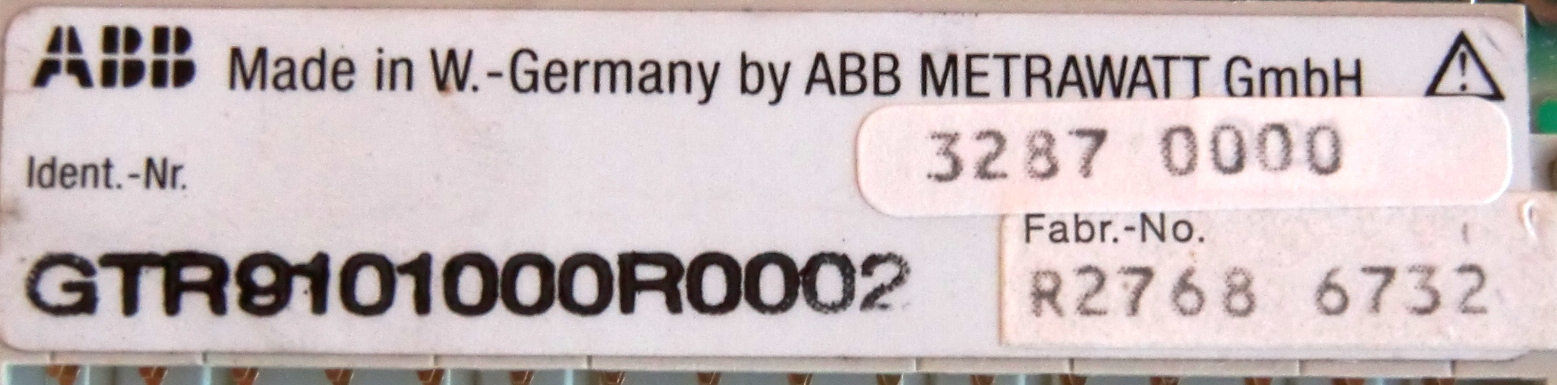 ABB Made in W.-Germany by ABB METRAWATT GmbH
3287 0000
Ident.-Nr.
Fabr.-No.
GTR9101000R0002
R2768 6732